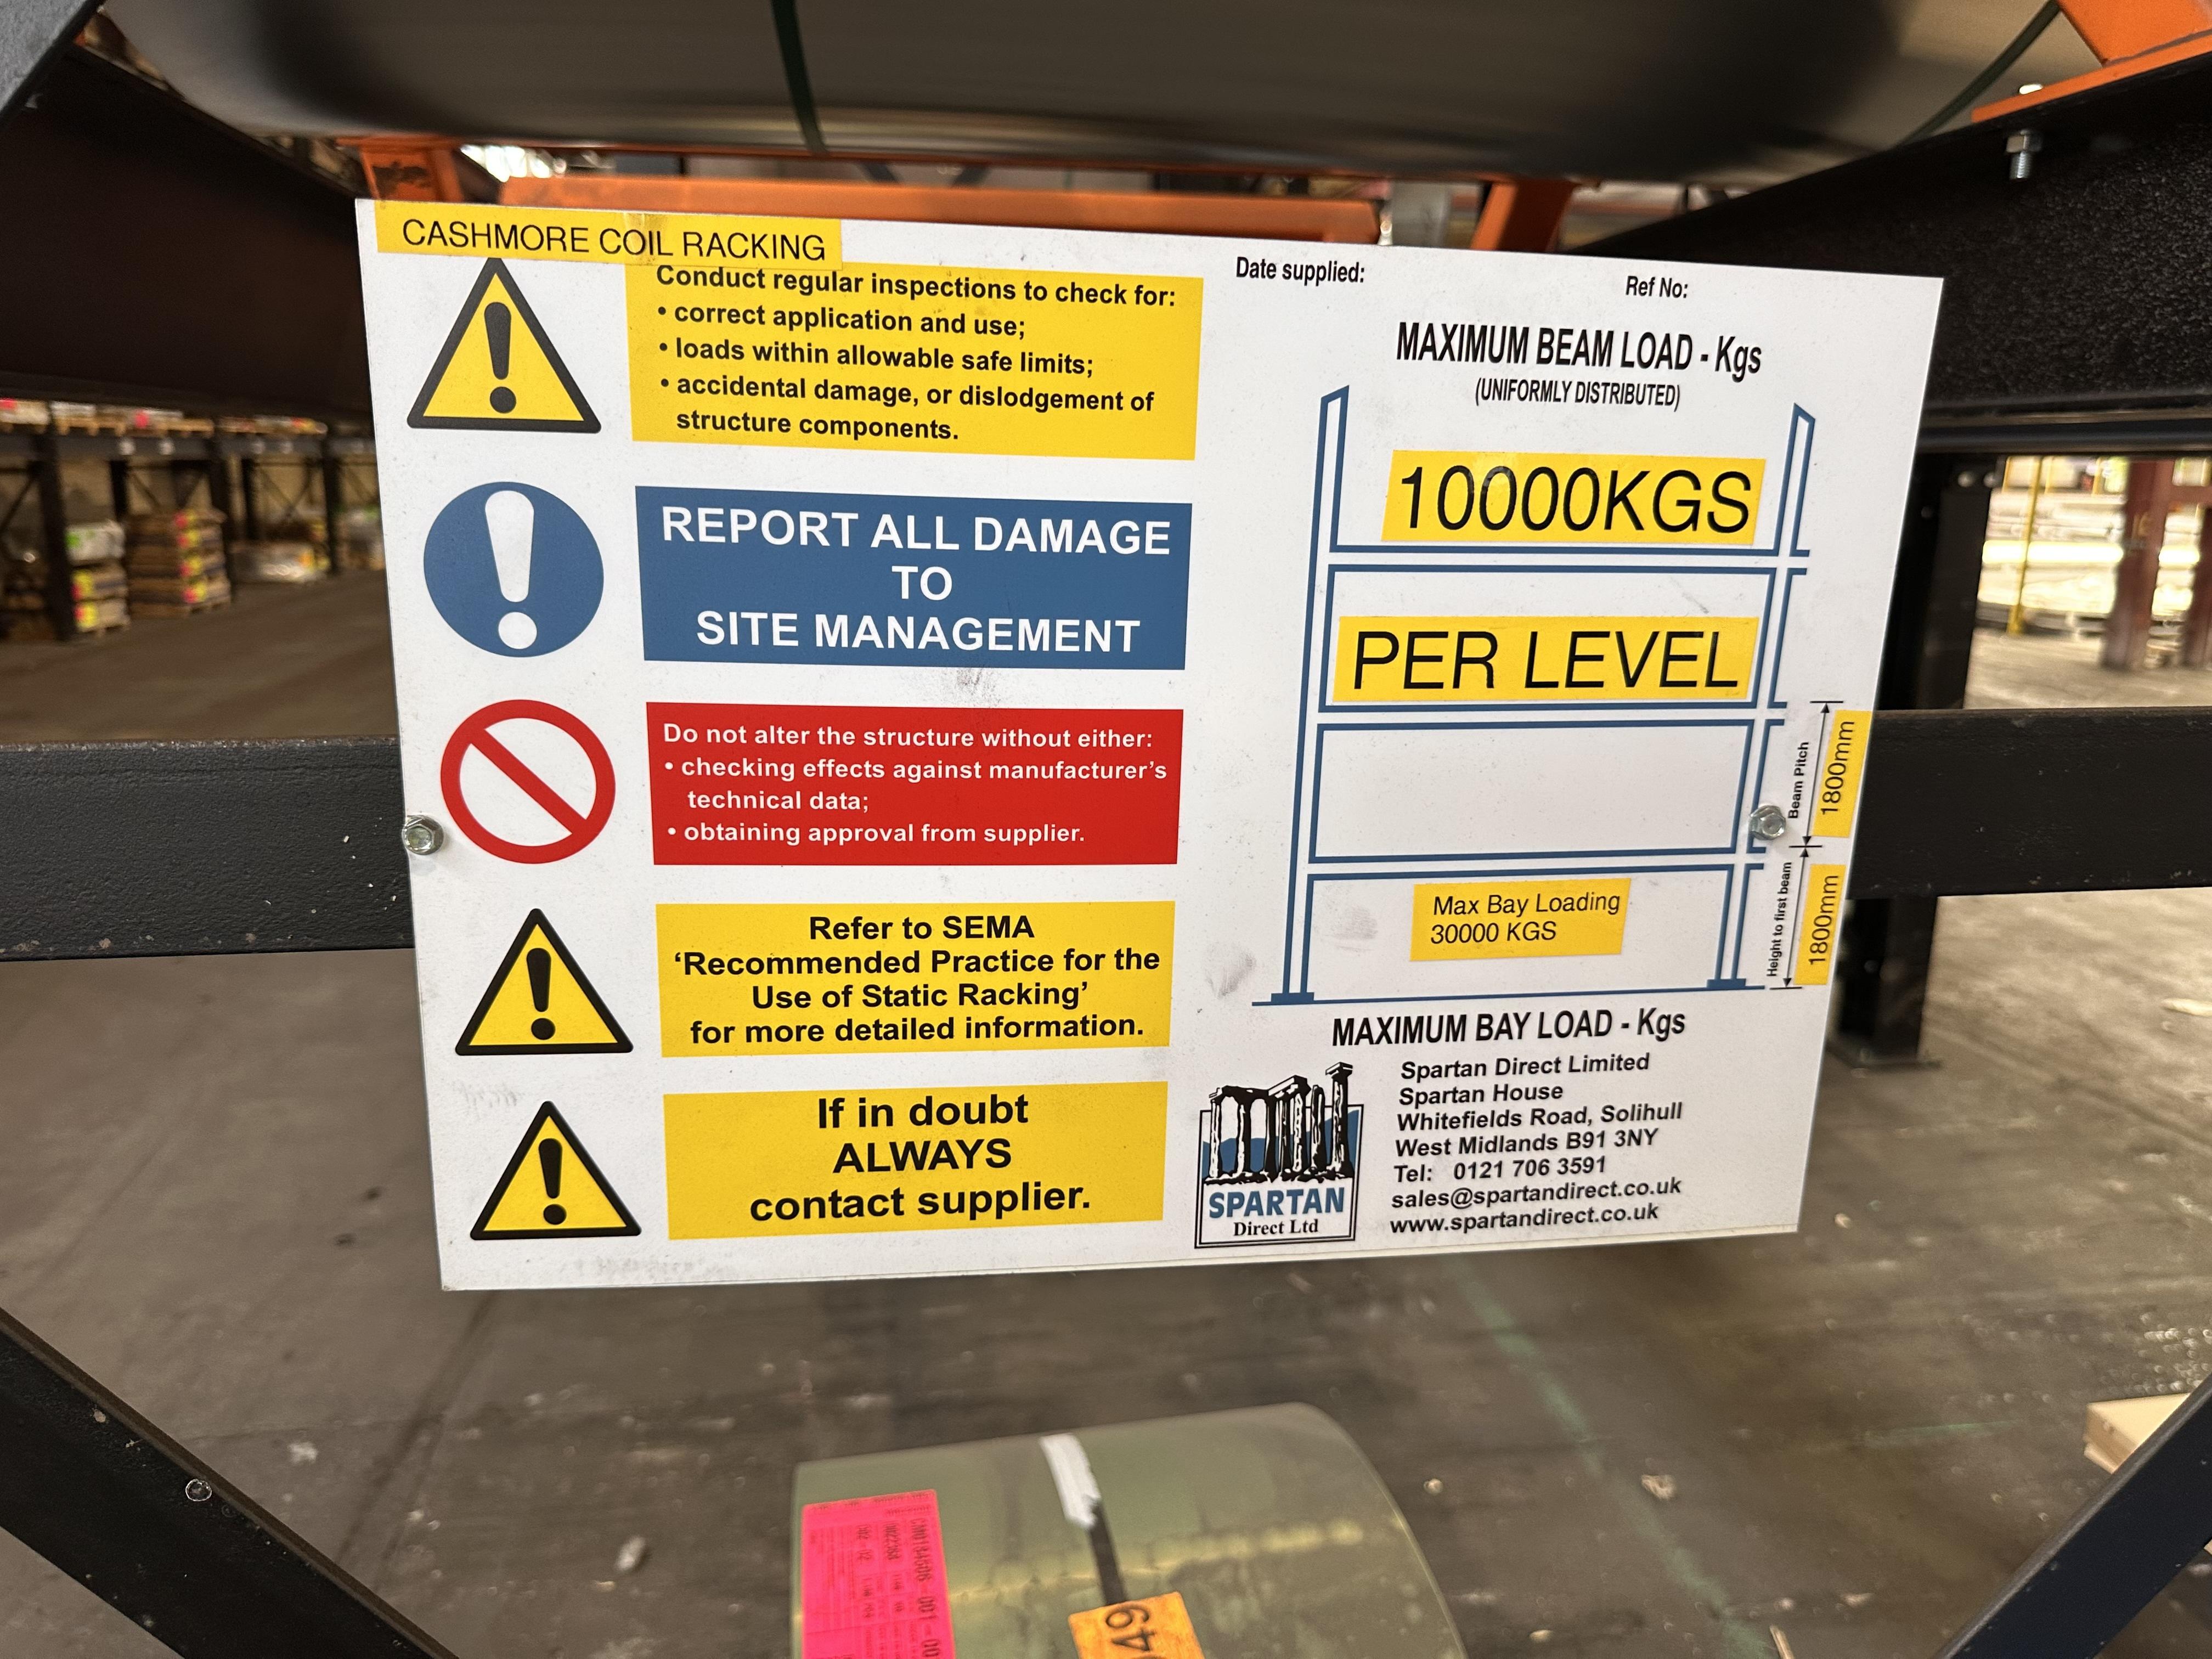 CASHMORE COIL RACKING
Conduct regular inspections to check for:
• correct application and use;
• loads within allowable safe limits;
• accidental damage, or dislodgement of
structure components.
REPORT ALL DAMAGE
TO
SITE MANAGEMENT
Do not alter the structure without either:
• checking effects against manufacturer's
technical data;
• obtaining approval from supplier.
Refer to SEMA
'Recommended Practice for the
Use of Static Racking'
for more detailed information.
If in doubt
ALWAYS
contact supplier.
Date supplied:
Ref No:
MAXIMUM BEAM LOAD - Kgs
(UNIFORMLY DISTRIBUTED)
10000KGS
PER LEVEL
Beam Pitch
1800mm
Max Bay Loading
30000 KGS
Height to first beam
1800mm
MAXIMUM BAY LOAD - Kgs
SPARTAN
Direct Ltd
Spartan Direct Limited
Spartan House
Whitefields Road, Solihull
West Midlands B91 3NY
Tel: 0121 706 3591
sales@spartandirect.co.uk
www.spartandirect.co.uk